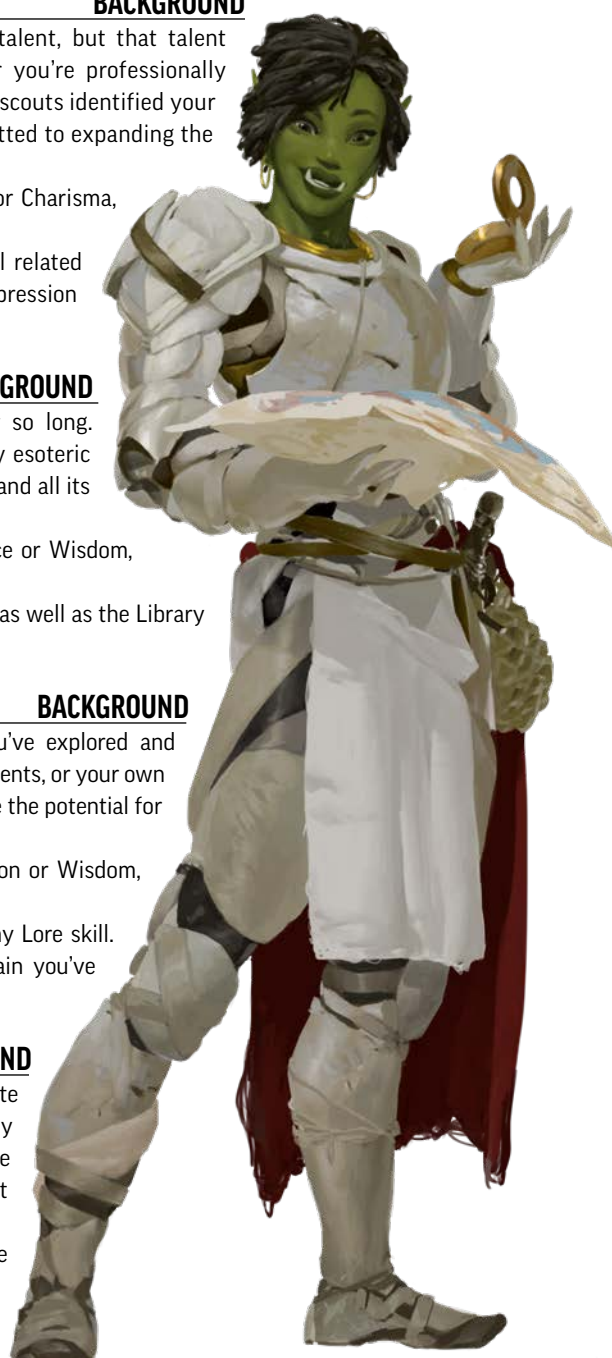 BACKGROUND
talent, but that talent
you're professionally
scouts identified your
tted to expanding the
or Charisma,
l related
pression
GROUND
so long.
y esoteric
and all its
ce or Wisdom,
as well as the Library
BACKGROUND
u've explored and
ents, or your own
e the potential for
on or Wisdom,
ny Lore skill.
ain you've
ND
te
y
e
t
e